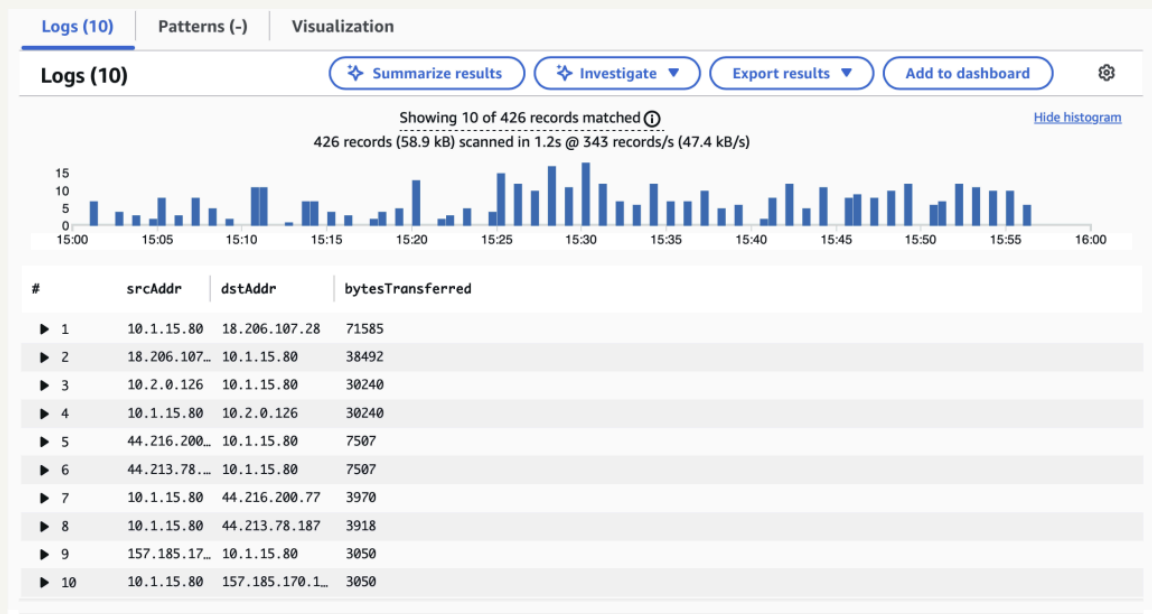 Logs (10) Patterns (-) Visualization
Logs (10) Summarize results Investigate ▼ Export results ▼ Add to dashboard
Showing 10 of 426 records matched
Hide histogram
426 records (58.9 kB) scanned in 1.2s @ 343 records/s (47.4 kB/s)
15
10
5
0
15:00 15:05 15:10 15:15 15:20 15:25 15:30 15:35 15:40 15:45 15:50 15:55 16:00
# srcAddr dstAddr bytesTransferred
1 10.1.15.80 18.206.107.28 71585
2 18.206.107… 10.1.15.80 38492
3 10.2.0.126 10.1.15.80 30240
4 10.1.15.80 10.2.0.126 30240
5 44.216.200… 10.1.15.80 7507
6 44.213.78.… 10.1.15.80 7507
7 10.1.15.80 44.216.200.77 3970
8 10.1.15.80 44.213.78.187 3918
9 157.185.17… 10.1.15.80 3050
10 10.1.15.80 157.185.170.1… 3050